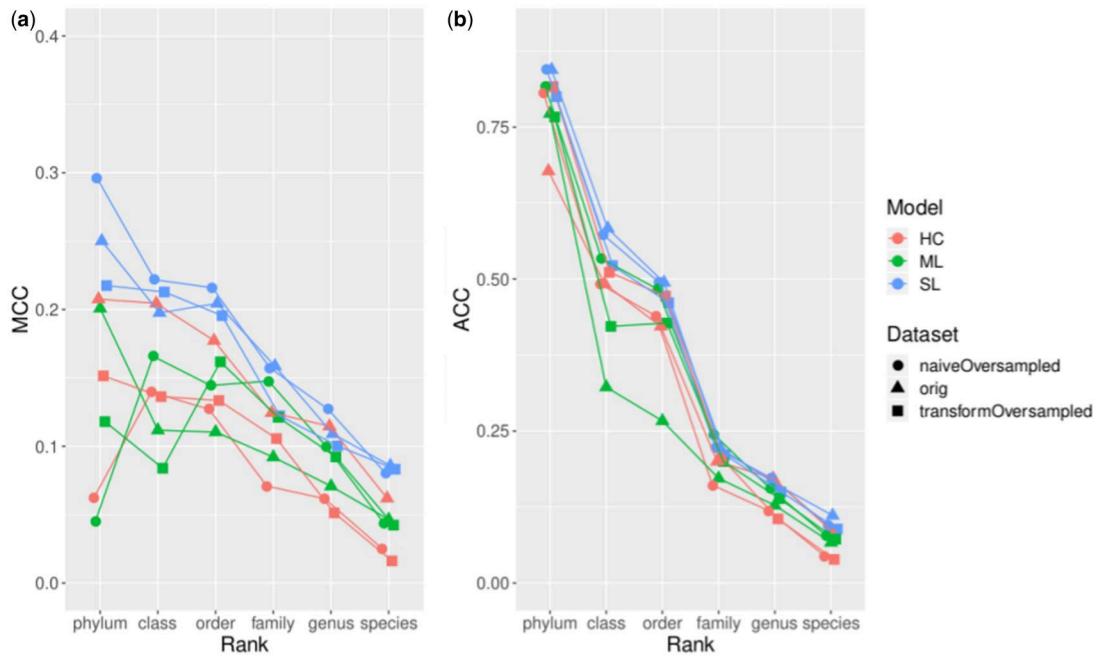 (a)
0.4
0.3
0.2
0.1
0.0
MCC
phylum class order family genus species
Rank
(b)
0.75
0.50
0.25
0.00
ACC
phylum class order family genus species
Rank
Model
HC
ML
SL
Dataset
naiveOversampled
orig
transformOversampled